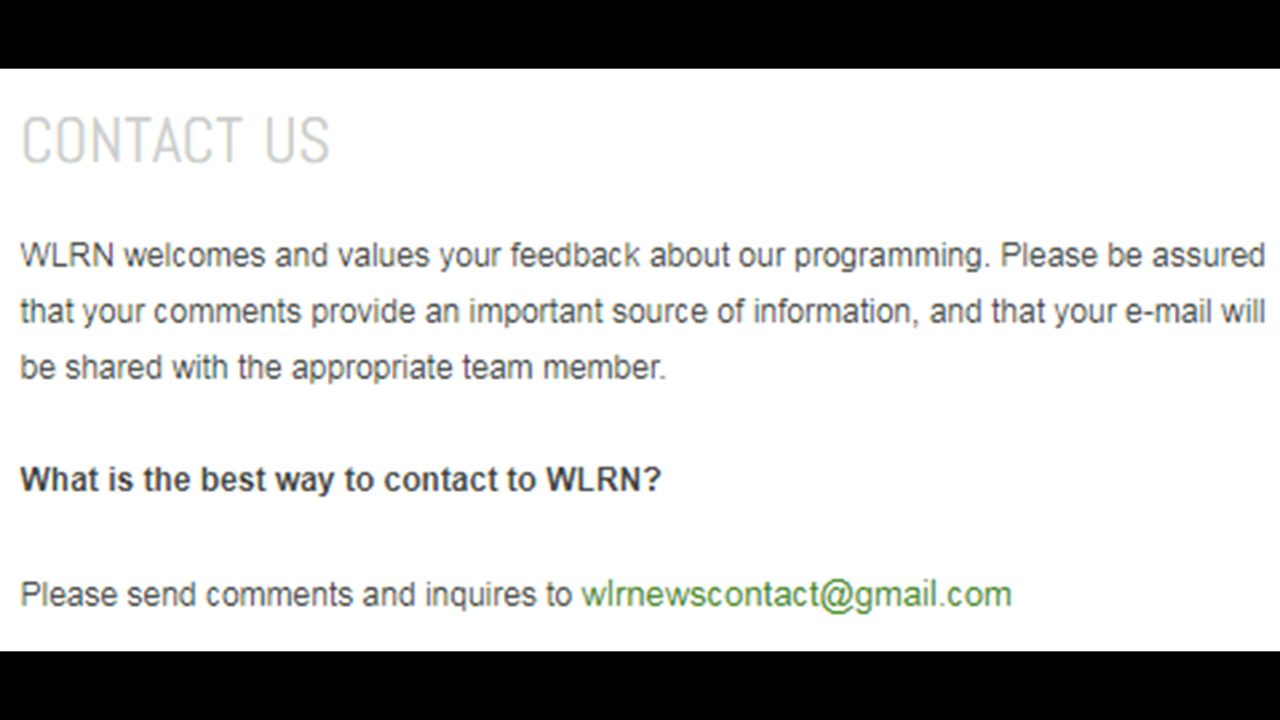 CONTACT US
WLRN welcomes and values your feedback about our programming. Please be assured
that your comments provide an important source of information, and that your e-mail will
be shared with the appropriate team member.
What is the best way to contact to WLRN?
Please send comments and inquires to wlrnewscontact@gmail.com